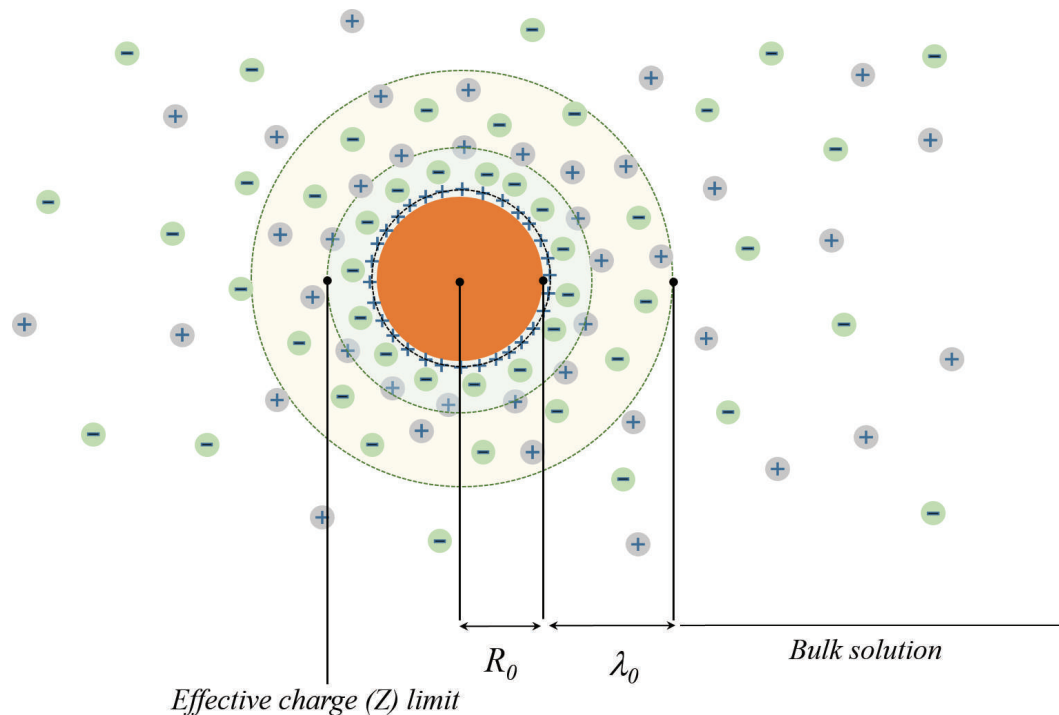 R₀
λ₀
Bulk solution
Effective charge (Z) limit